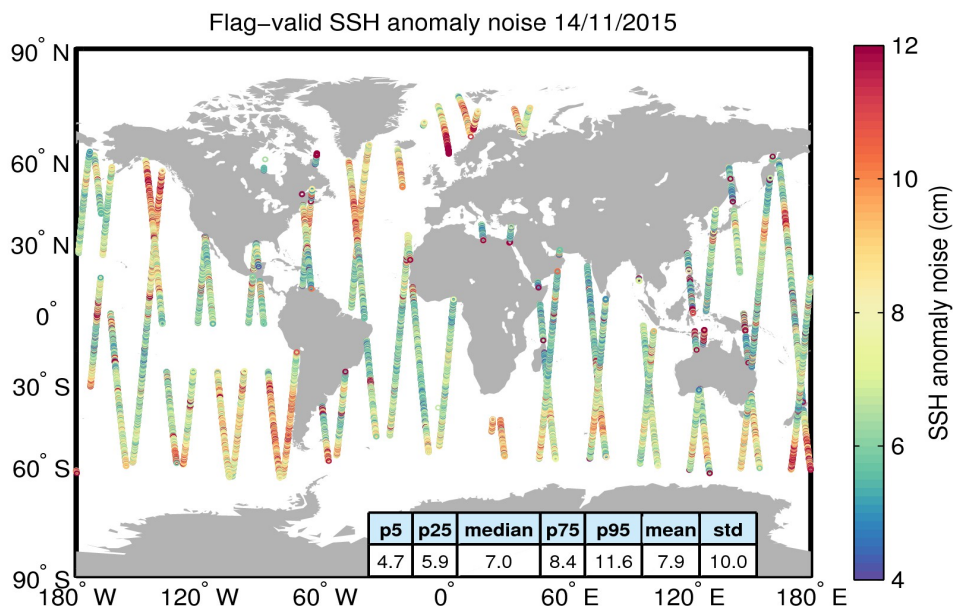 Flag−valid SSH anomaly noise 14/11/2015
90° N
60° N
30° N
0°
30° S
60° S
90° S
180° W
120° W
60° W
0°
60° E
120° E
180° E
p5 p25 median p75 p95 mean std
4.7 5.9 7.0 8.4 11.6 7.9 10.0
12
10
8
6
4
SSH anomaly noise (cm)